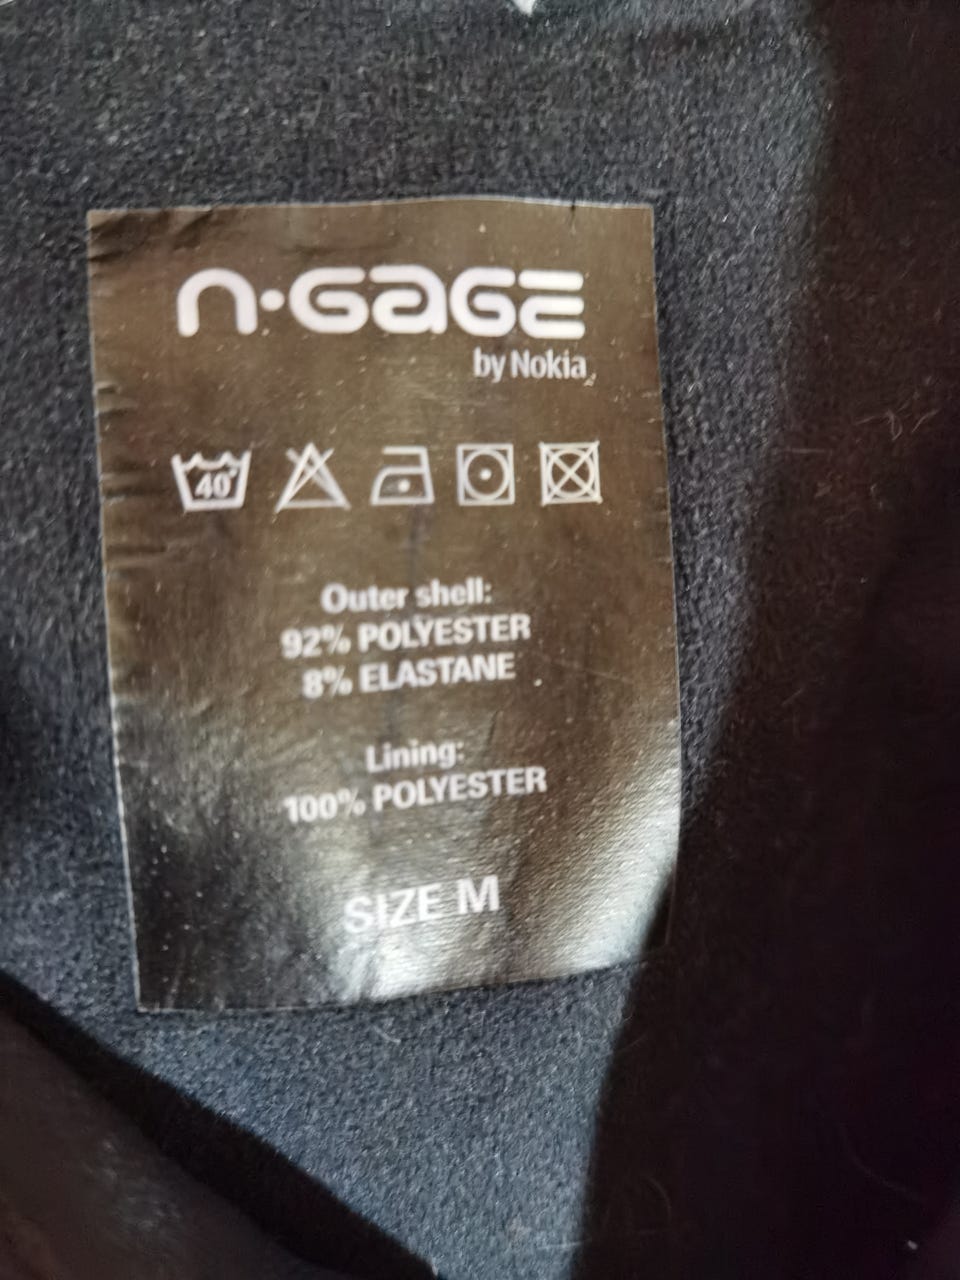 n·GaGE
by Nokia
40°
Outer shell:
92% POLYESTER
8% ELASTANE
Lining:
100% POLYESTER
SIZE M